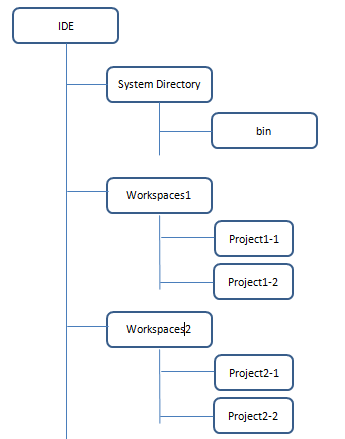 IDE
System Directory
bin
Workspaces1
Project1-1
Project1-2
Workspaces2
Project2-1
Project2-2